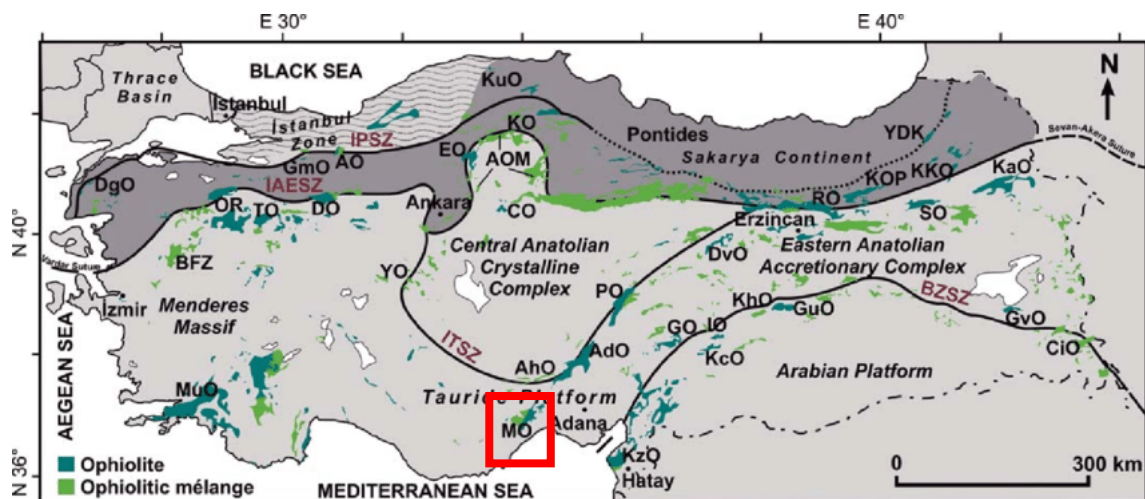 E 30°
E 40°
BLACK SEA
Thrace
Basin
İstanbul
İstanbul
Zone
IPSZ
KuO
N
KO
Pontides
YDK
Sevan-Akera Suture
EO
AOM
Sakarya Continent
GmO
AO
KOP
KKO
KaO
DgO
IAESZ
OR
TO
DO
Ankara
CO
RO
SO
Erzincan
N 40°
Vardar Suture
BFZ
YO
Central Anatolian
Crystalline
Complex
DvO
Eastern Anatolian
Accretionary Complex
İzmir
Menderes
Massif
PO
KhO
GuO
BZSZ
GvO
GO
IO
KcO
CiO
ITSZ
AhO
AdO
Arabian Platform
AEGEAN SEA
MuO
Tauride Platform
MO
Adana
KzO
Hatay
N 36°
Ophiolite
Ophiolitic mélange
MEDITERRANEAN SEA
0
300 km